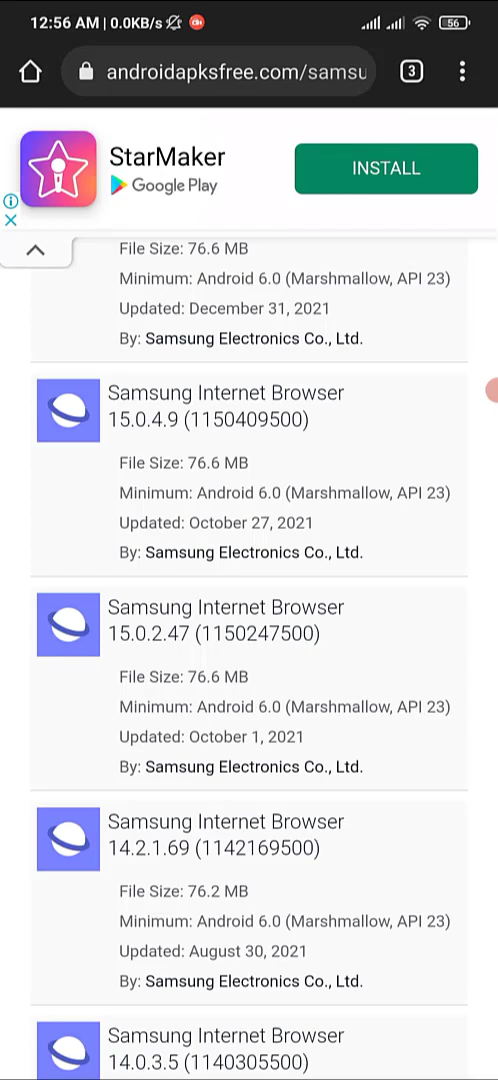 12:56 AM | 0.0KB/s
56
androidapksfree.com/samsu
3
StarMaker
Google Play
INSTALL
File Size: 76.6 MB
Minimum: Android 6.0 (Marshmallow, API 23)
Updated: December 31, 2021
By: Samsung Electronics Co., Ltd.
Samsung Internet Browser
15.0.4.9 (1150409500)
File Size: 76.6 MB
Minimum: Android 6.0 (Marshmallow, API 23)
Updated: October 27, 2021
By: Samsung Electronics Co., Ltd.
Samsung Internet Browser
15.0.2.47 (1150247500)
File Size: 76.6 MB
Minimum: Android 6.0 (Marshmallow, API 23)
Updated: October 1, 2021
By: Samsung Electronics Co., Ltd.
Samsung Internet Browser
14.2.1.69 (1142169500)
File Size: 76.2 MB
Minimum: Android 6.0 (Marshmallow, API 23)
Updated: August 30, 2021
By: Samsung Electronics Co., Ltd.
Samsung Internet Browser
14.0.3.5 (1140305500)